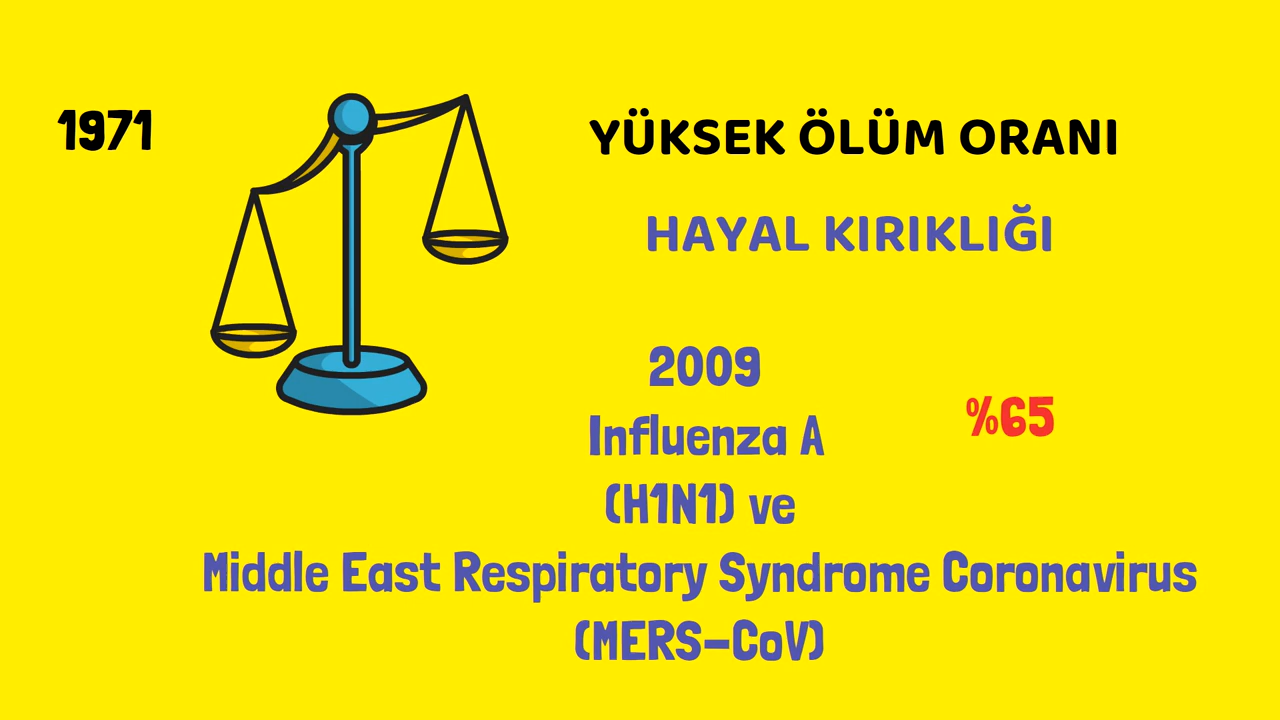 1971
YÜKSEK ÖLÜM ORANI
HAYAL KIRIKLIĞI
2009
Influenza A
%65
(H1N1) ve
Middle East Respiratory Syndrome Coronavirus
(MERS-CoV)